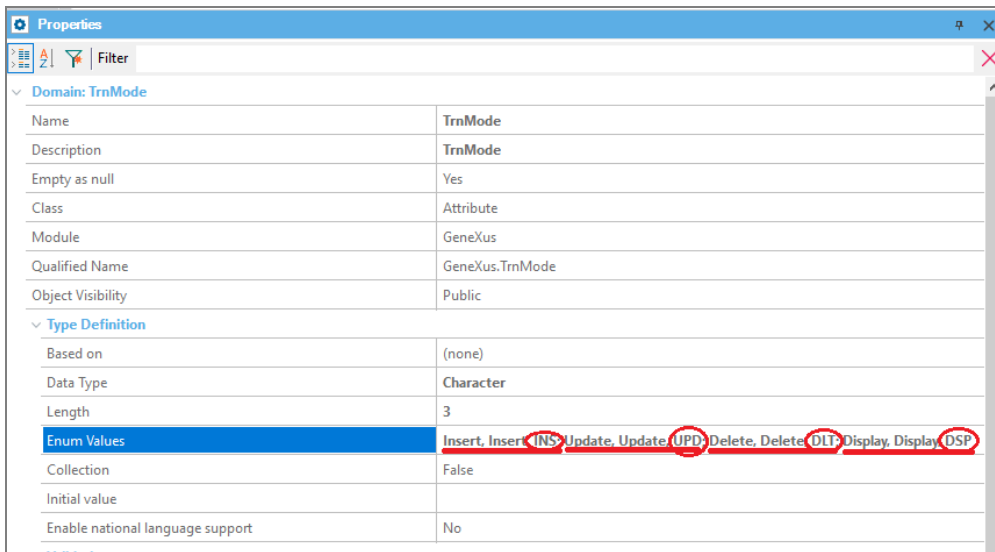 Properties
Filter
Domain: TrnMode
Name TrnMode
Description TrnMode
Empty as null Yes
Class Attribute
Module GeneXus
Qualified Name GeneXus.TrnMode
Object Visibility Public
Type Definition
Based on (none)
Data Type Character
Length 3
Enum Values Insert, Insert, INS; Update, Update, UPD; Delete, Delete, DLT; Display, Display, DSP
Collection False
Initial value
Enable national language support No